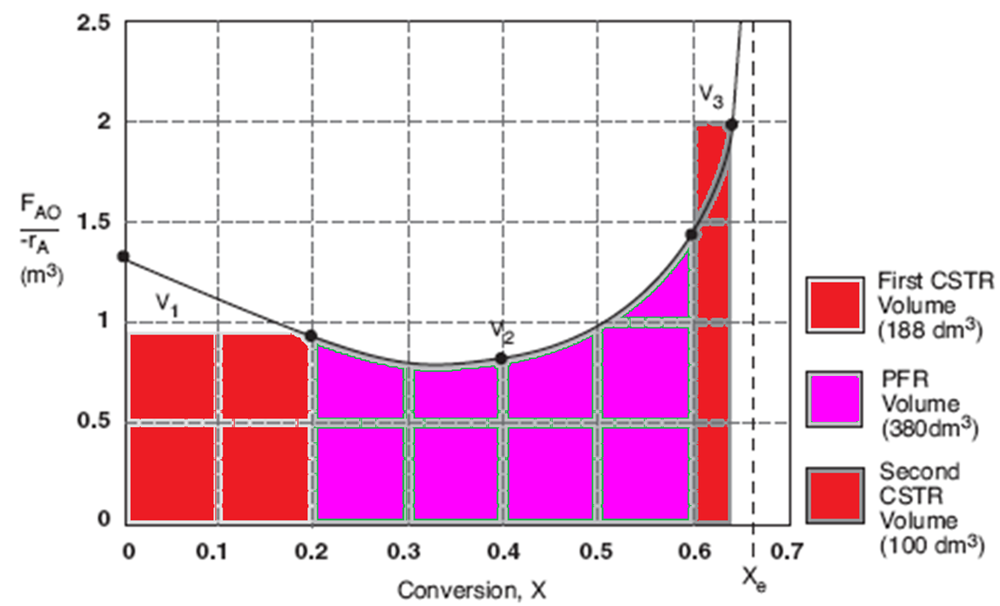 2.5
2
1.5
1
0.5
0
F_AO
-r_A
(m³)
V₁
V₂
V₃
0 0.1 0.2 0.3 0.4 0.5 0.6 0.7
X_e
Conversion, X
First CSTR
Volume
(188 dm³)
PFR
Volume
(380dm³)
Second
CSTR
Volume
(100 dm³)